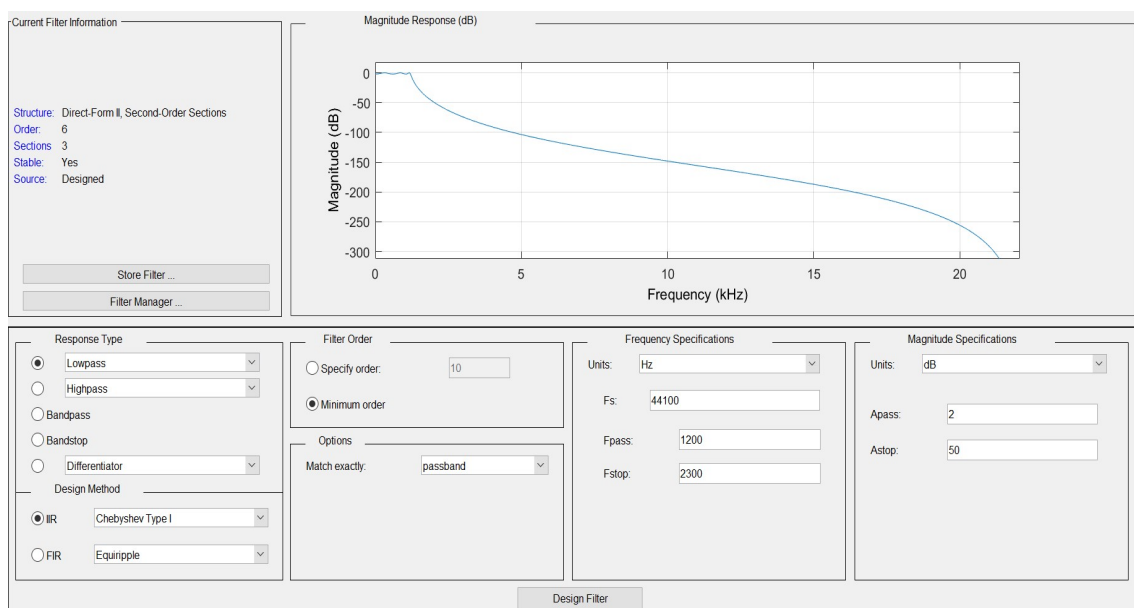 Current Filter Information
Structure: Direct-Form II, Second-Order Sections
Order: 6
Sections 3
Stable: Yes
Source: Designed
Store Filter ...
Filter Manager ...
Magnitude Response (dB)
Magnitude (dB)
0
-50
-100
-150
-200
-250
-300
0 5 10 15 20
Frequency (kHz)
Response Type
Lowpass
Highpass
Bandpass
Bandstop
Differentiator
Design Method
IIR Chebyshev Type I
FIR Equiripple
Filter Order
Specify order: 10
Minimum order
Options
Match exactly: passband
Frequency Specifications
Units: Hz
Fs: 44100
Fpass: 1200
Fstop: 2300
Magnitude Specifications
Units: dB
Apass: 2
Astop: 50
Design Filter